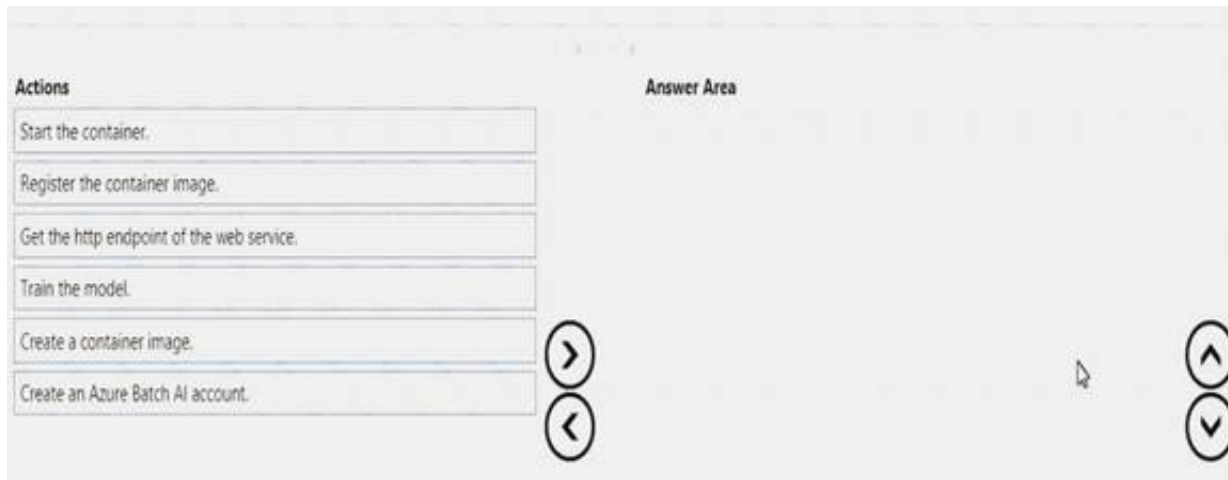 Actions
Answer Area
Start the container.
Register the container image.
Get the http endpoint of the web service.
Train the model.
Create a container image.
Create an Azure Batch AI account.